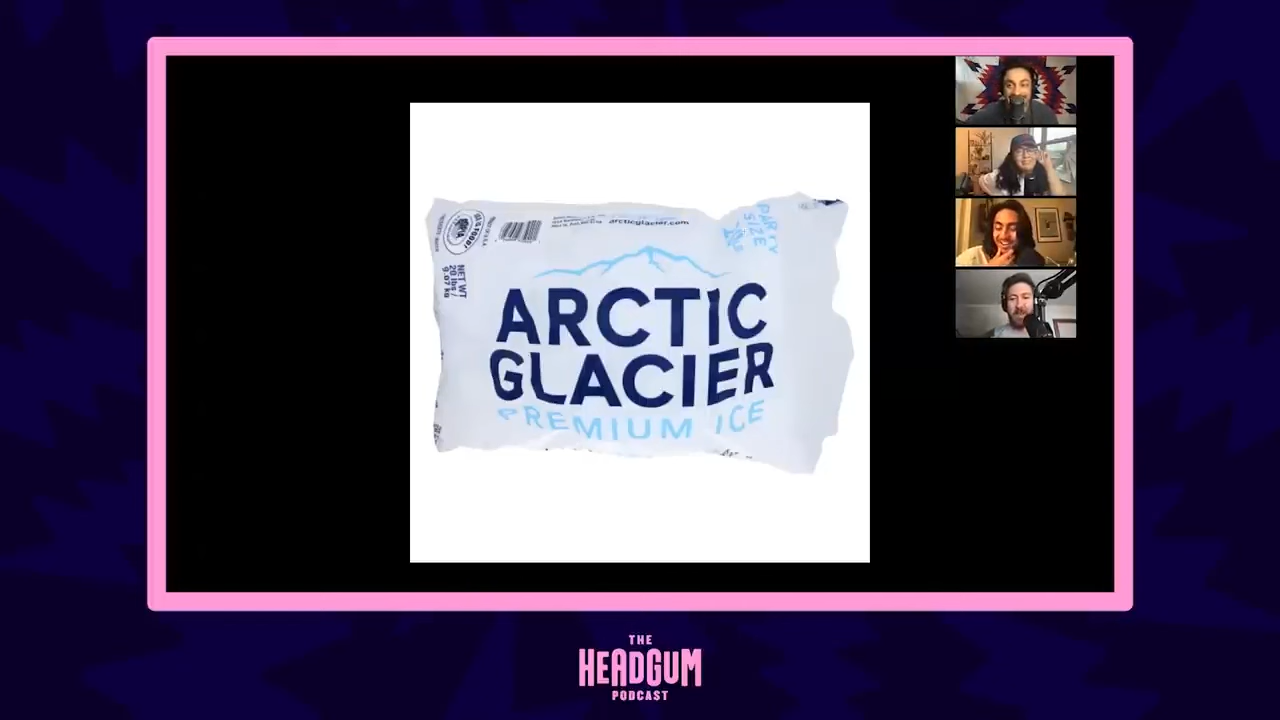 arcticglacier.com
PARTY
SIZE
NET WT
20 lbs /
9.07 kg
ARCTIC
GLACIER
PREMIUM ICE
THE
HEADGUM
PODCAST